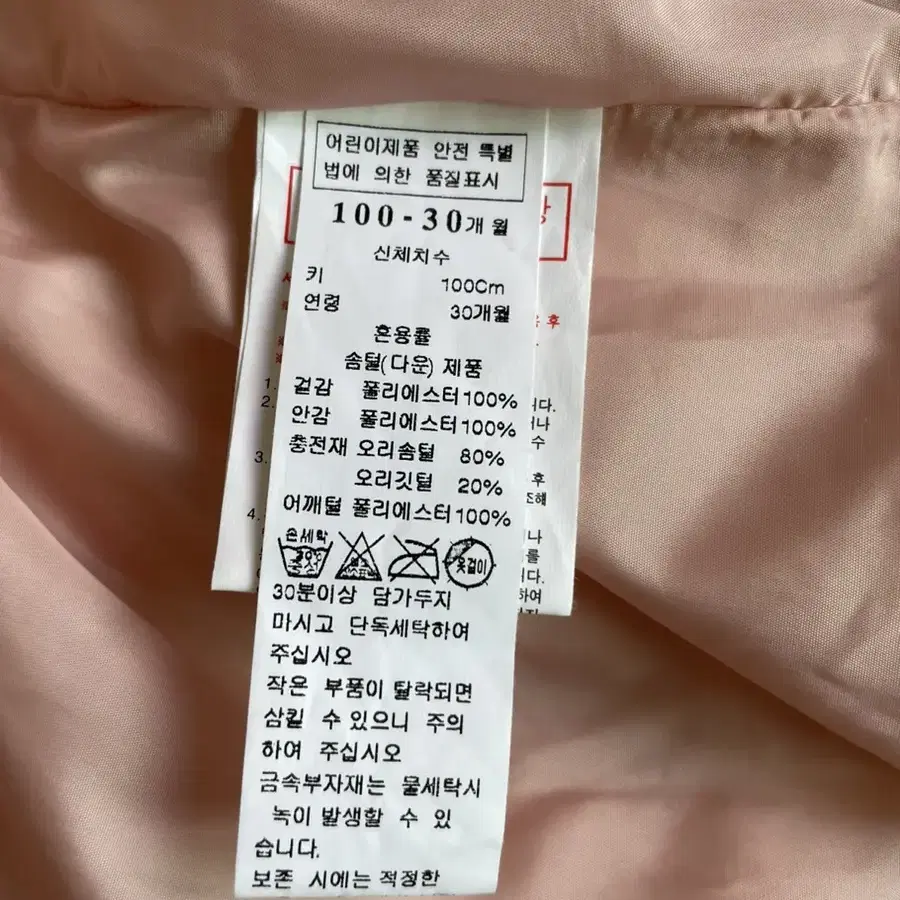 어린이제품 안전 특별
법에 의한 품질표시
100-30개월
신체치수
키 100Cm
연령 30개월
혼용률
솜털(다운) 제품
겉감 폴리에스터100%
안감 폴리에스터100%
충전재 오리솜털 80%
오리깃털 20%
어깨털 폴리에스터100%
손세탁 옷걸이
30분이상 담가두지
마시고 단독세탁하여
주십시오
작은 부품이 탈락되면
삼킬 수있으니 주의
하여 주십시오
금속부자재는 물세탁시
녹이 발생할 수 있
습니다.
보존 시에는 적정한
1.
2.
3.
4.